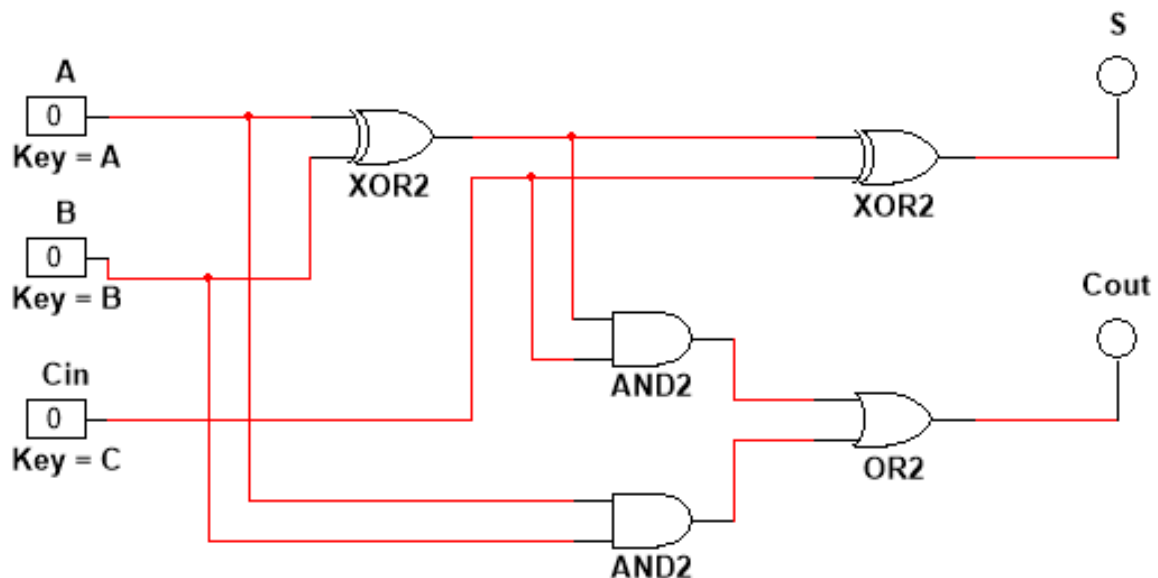 S
A
0
Key = A
XOR2
XOR2
B
0
Key = B
Cout
Cin
0
Key = C
AND2
OR2
AND2